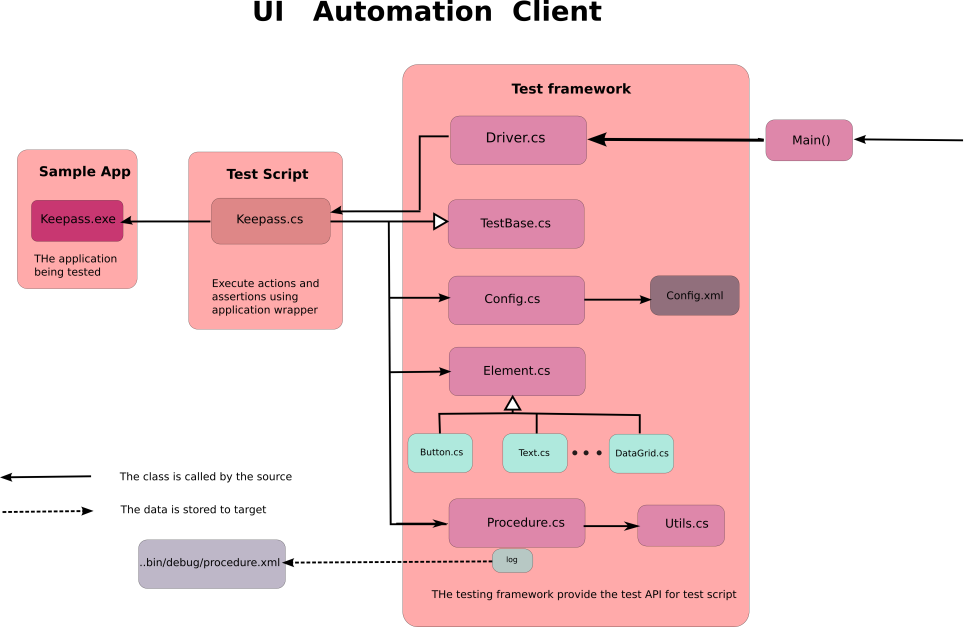 UI Automation Client
Test framework
Driver.cs
Main()
Sample App
Keepass.exe
THe application
being tested
Test Script
Keepass.cs
Execute actions and
assertions using
application wrapper
TestBase.cs
Config.cs
Config.xml
Element.cs
Button.cs
Text.cs
DataGrid.cs
Procedure.cs
Utils.cs
log
THe testing framework provide the test API for test script
The class is called by the source
The data is stored to target
..bin/debug/procedure.xml